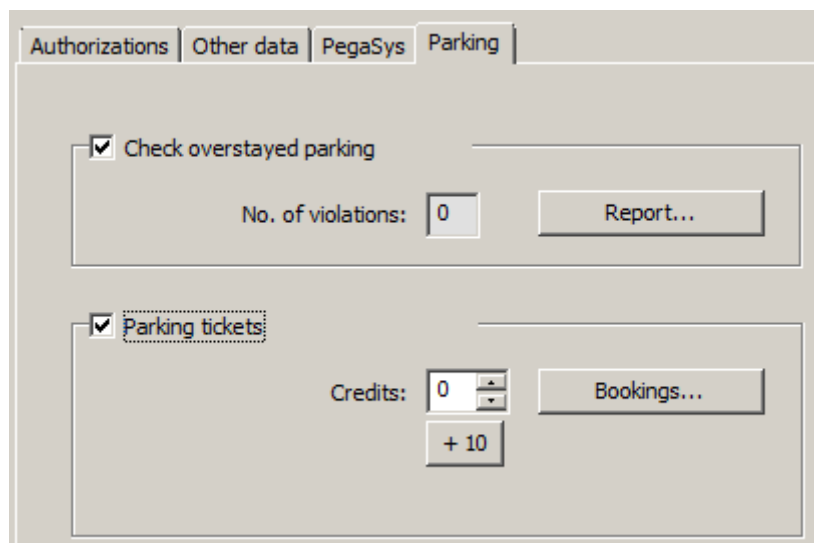 Authorizations Other data PegaSys Parking
Check overstayed parking
No. of violations: 0 Report...
Parking tickets
Credits: 0 Bookings...
+ 10